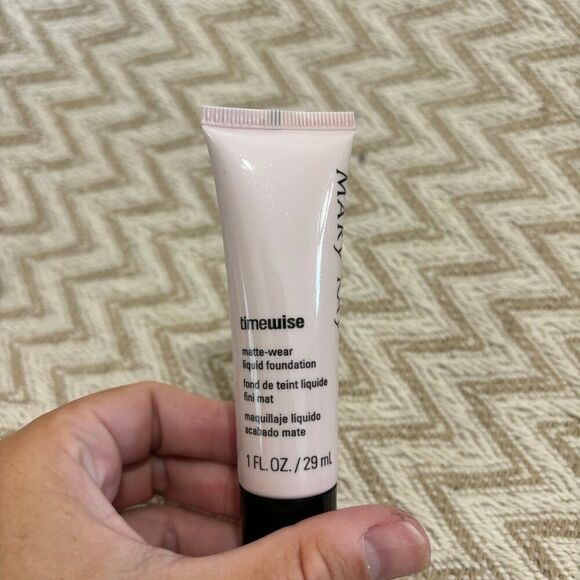 MARY KAY
timewise
matte-wear
liquid foundation
fond de teint liquide
fini mat
maquillaje líquido
acabado mate
1 FL. OZ. / 29 mL